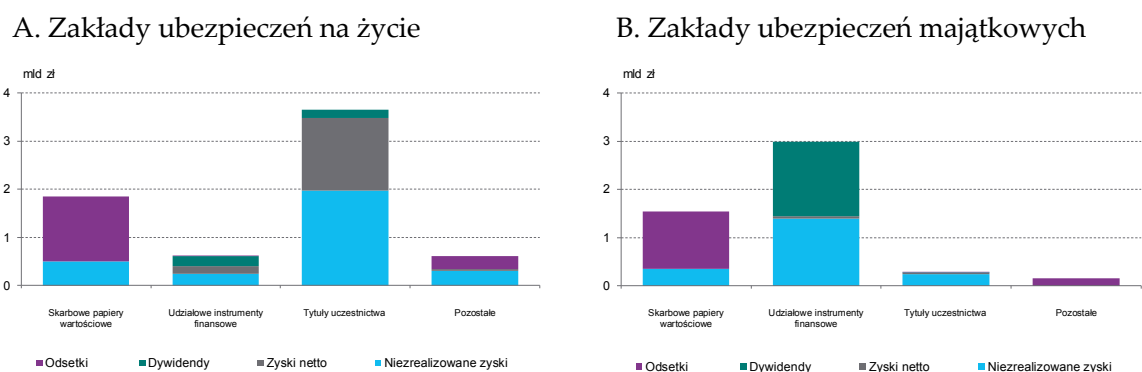 A. Zakłady ubezpieczeń na życie
mld zł
4
3
2
1
0
Skarbowe papiery
wartościowe
Udziałowe instrumenty
finansowe
Tytuły uczestnictwa
Pozostałe
Odsetki
Dywidendy
Zyski netto
Niezrealizowane zyski
B. Zakłady ubezpieczeń majątkowych
mld zł
4
3
2
1
0
Skarbowe papiery
wartościowe
Udziałowe instrumenty
finansowe
Tytuły uczestnictwa
Pozostałe
Odsetki
Dywidendy
Zyski netto
Niezrealizowane zyski